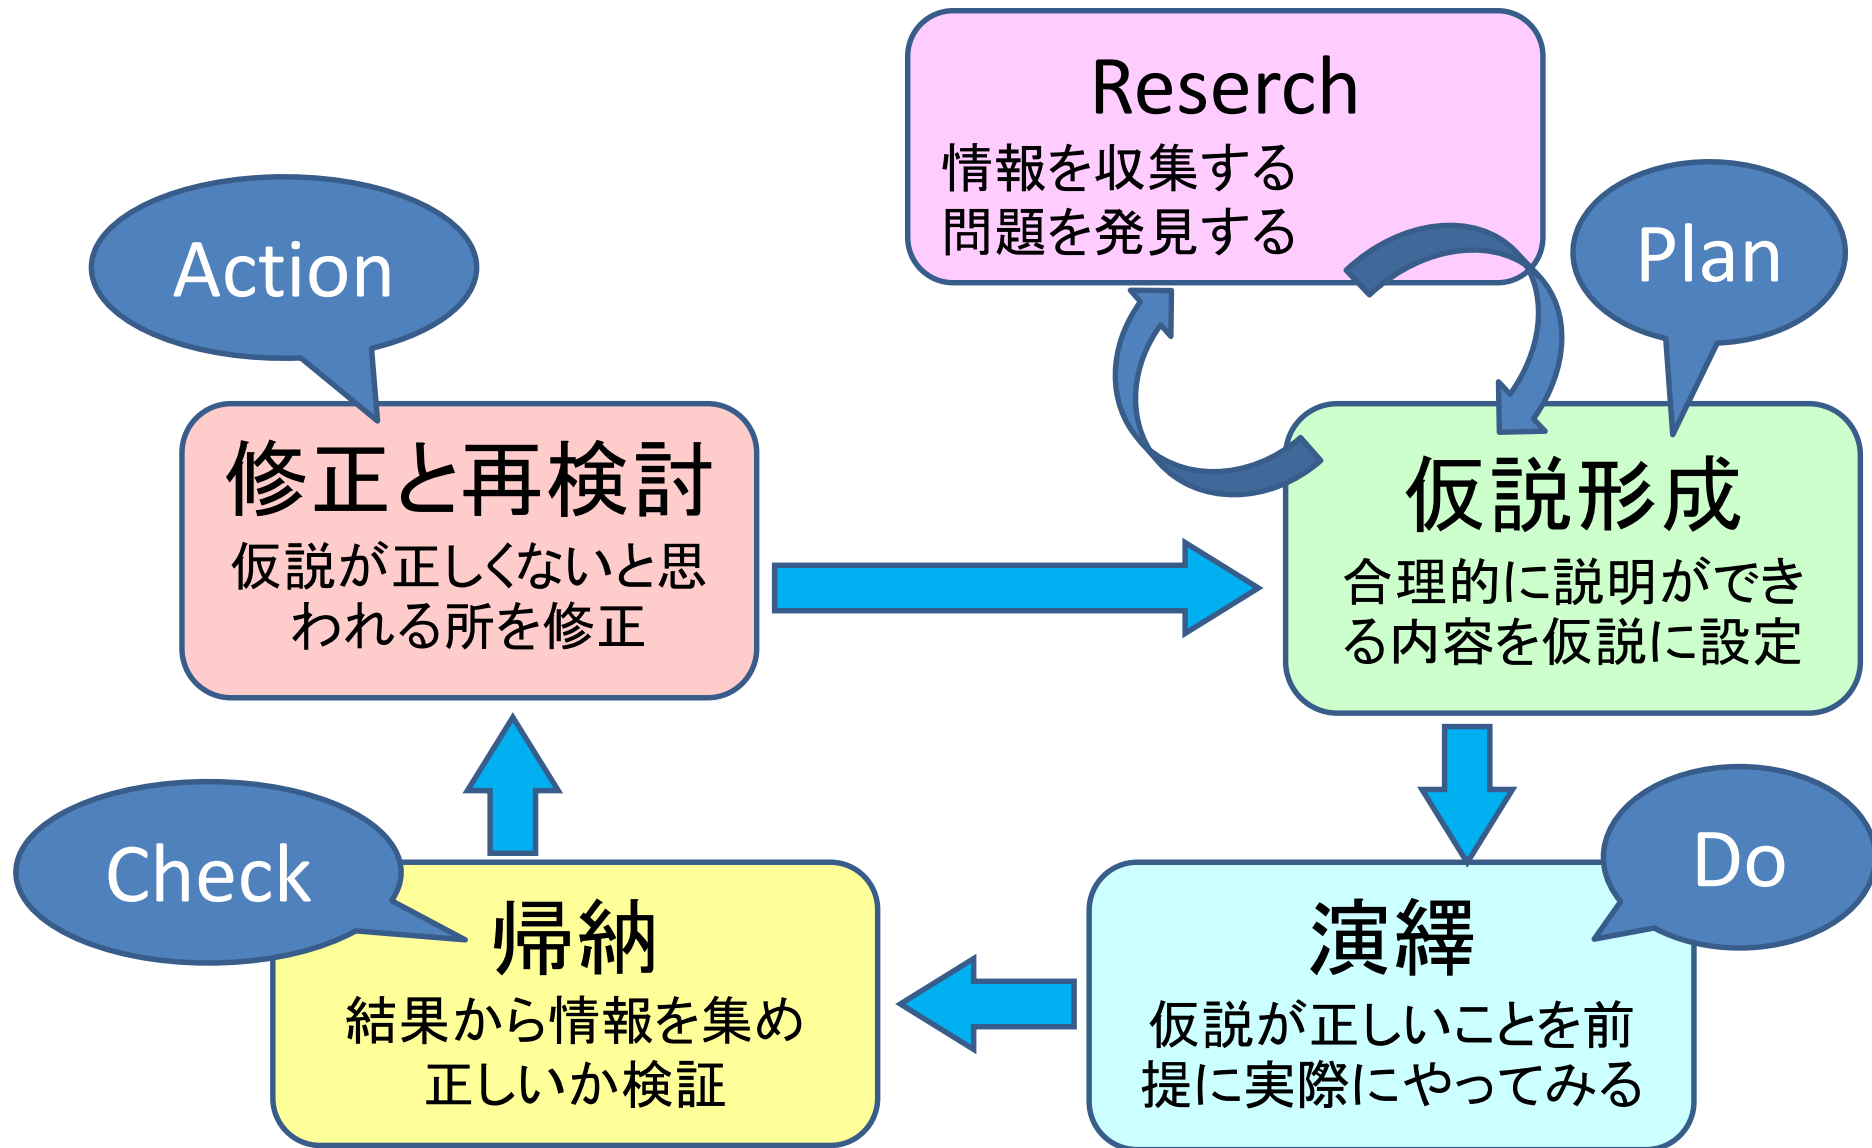 Reserch
情報を収集する
問題を発見する
Plan
Action
修正と再検討
仮説が正しくないと思
われる所を修正
仮説形成
合理的に説明ができ
る内容を仮説に設定
Check
帰納
結果から情報を集め
正しいか検証
Do
演繹
仮説が正しいことを前
提に実際にやってみる